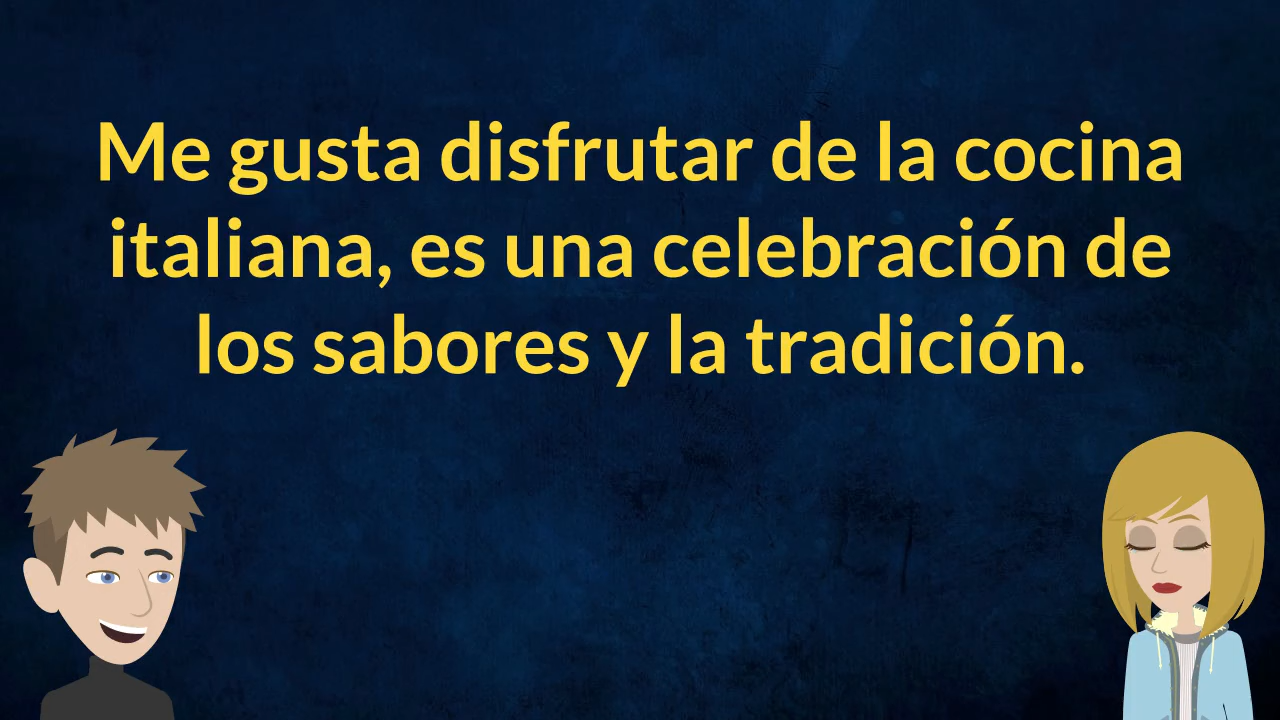 Me gusta disfrutar de la cocina
italiana, es una celebración de
los sabores y la tradición.